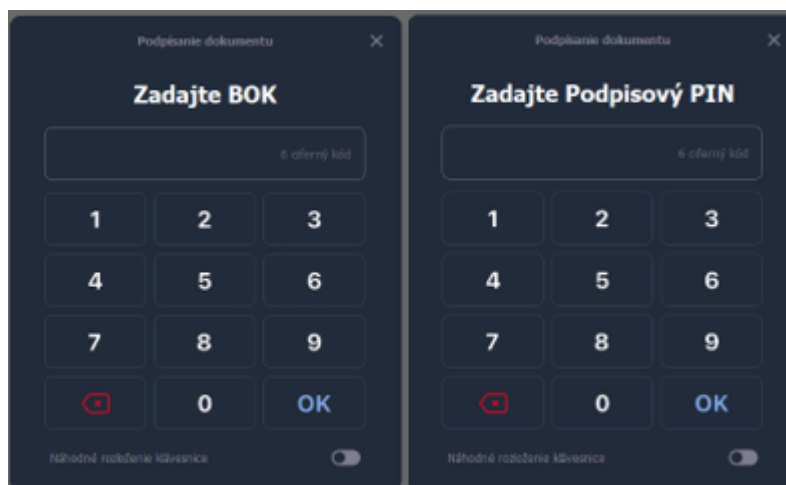 Podpisanie dokumentu
Zadajte BOK
6 ciferný kód
1 2 3
4 5 6
7 8 9
0 OK
Náhodné rozloženie klávesnice
Podpisanie dokumentu
Zadajte Podpisový PIN
6 ciferný kód
1 2 3
4 5 6
7 8 9
0 OK
Náhodné rozloženie klávesnice